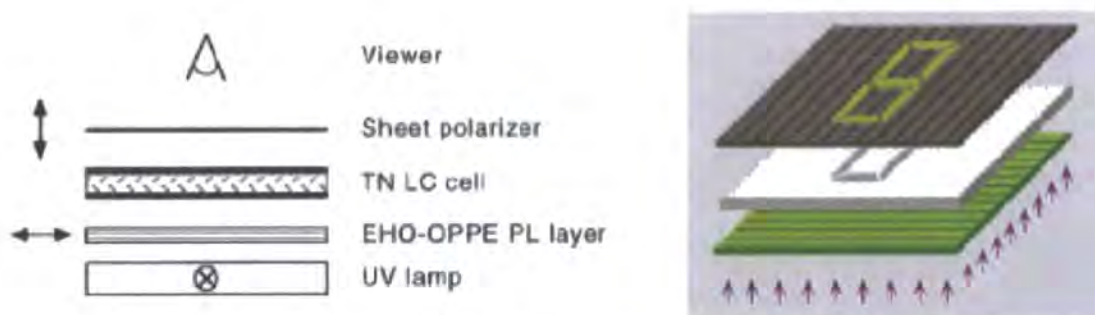 Viewer
Sheet polarizer
TN LC cell
EHO-OPPE PL layer
UV lamp